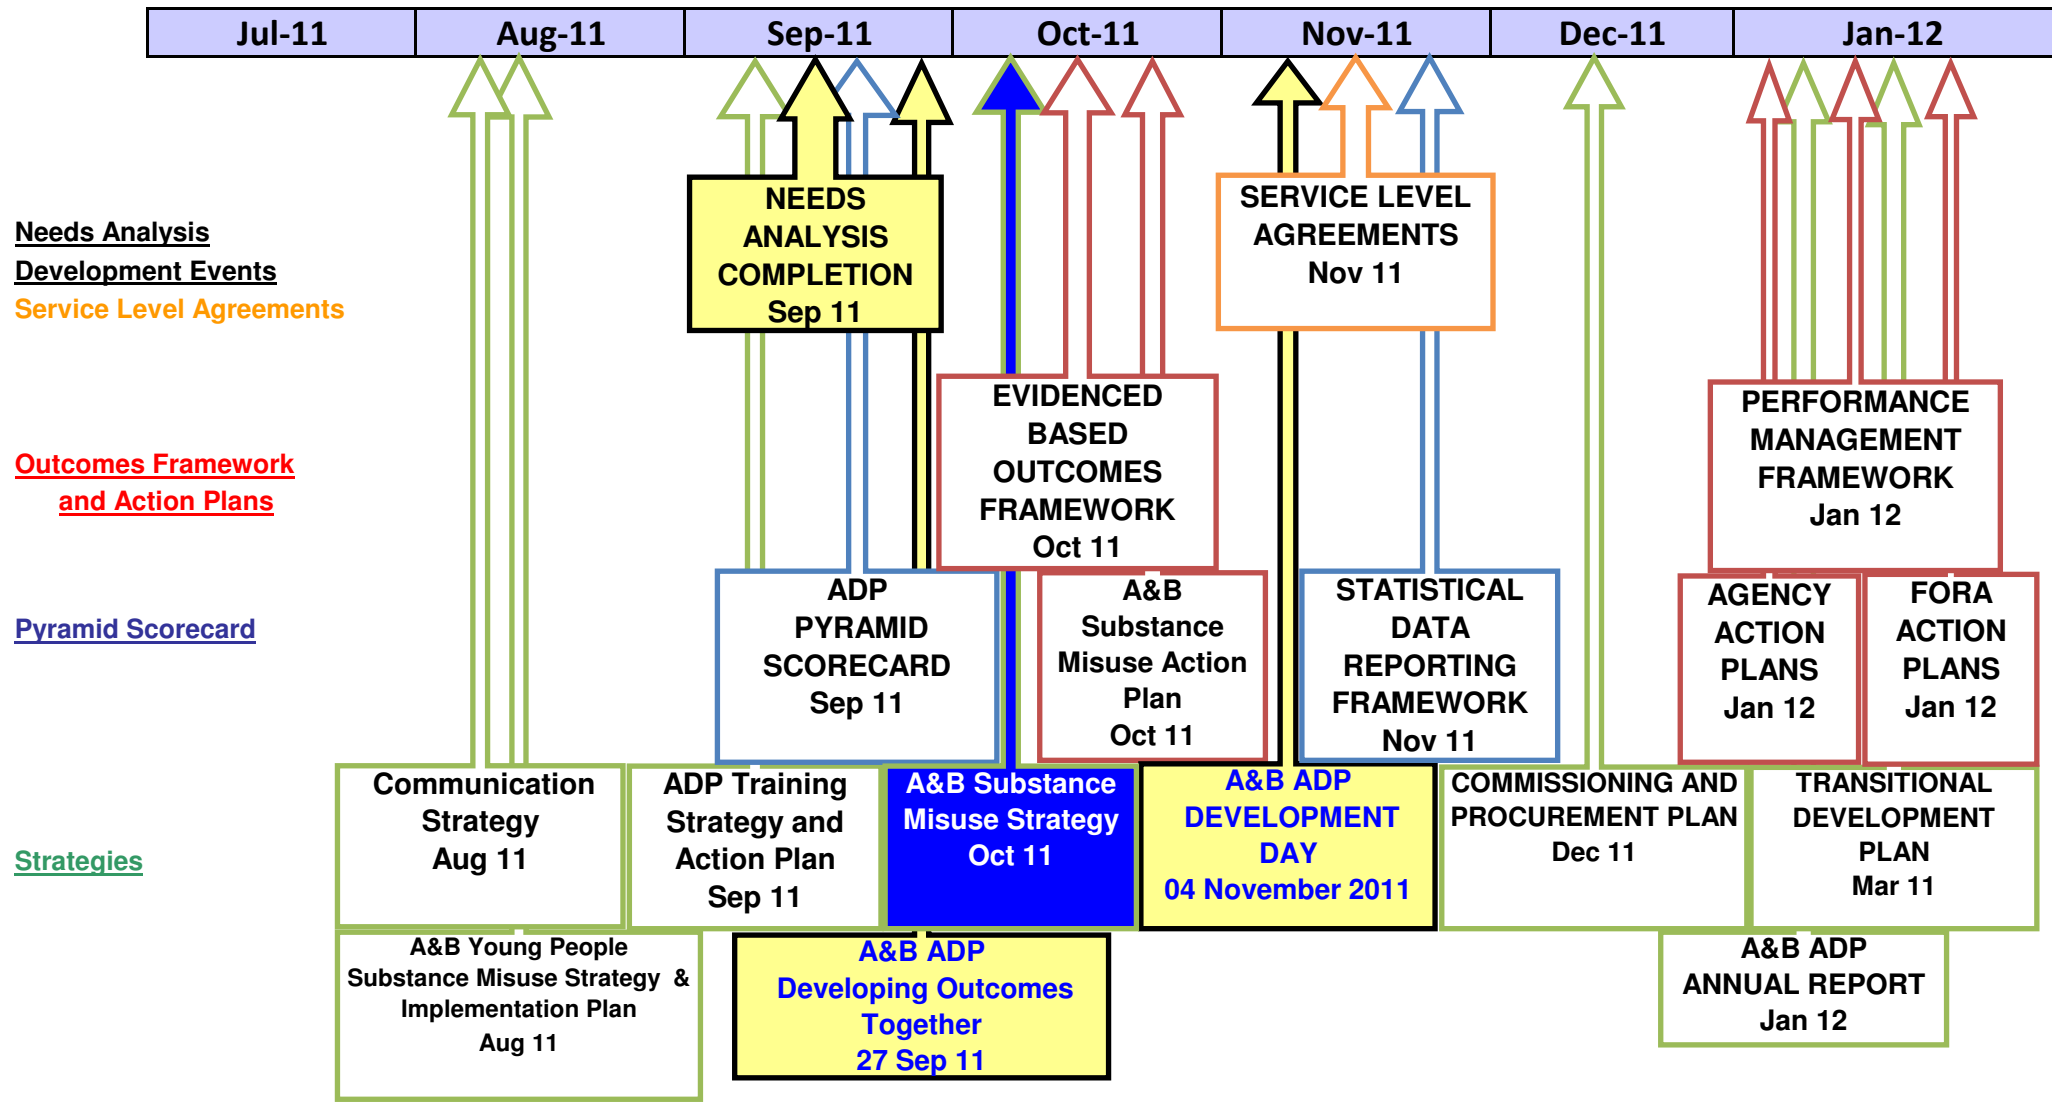 Jul-11 Aug-11 Sep-11 Oct-11 Nov-11 Dec-11 Jan-12
Needs Analysis
Development Events
Service Level Agreements
NEEDS
ANALYSIS
COMPLETION
Sep 11
SERVICE LEVEL
AGREEMENTS
Nov 11
Outcomes Framework
and Action Plans
EVIDENCED
BASED
OUTCOMES
FRAMEWORK
Oct 11
PERFORMANCE
MANAGEMENT
FRAMEWORK
Jan 12
Pyramid Scorecard
ADP
PYRAMID
SCORECARD
Sep 11
A&B
Substance
Misuse Action
Plan
Oct 11
STATISTICAL
DATA
REPORTING
FRAMEWORK
Nov 11
AGENCY
ACTION
PLANS
Jan 12
FORA
ACTION
PLANS
Jan 12
Strategies
Communication
Strategy
Aug 11
ADP Training
Strategy and
Action Plan
Sep 11
A&B Substance
Misuse Strategy
Oct 11
A&B ADP
DEVELOPMENT
DAY
04 November 2011
COMMISSIONING AND
PROCUREMENT PLAN
Dec 11
TRANSITIONAL
DEVELOPMENT
PLAN
Mar 11
A&B Young People
Substance Misuse Strategy &
Implementation Plan
Aug 11
A&B ADP
Developing Outcomes
Together
27 Sep 11
A&B ADP
ANNUAL REPORT
Jan 12